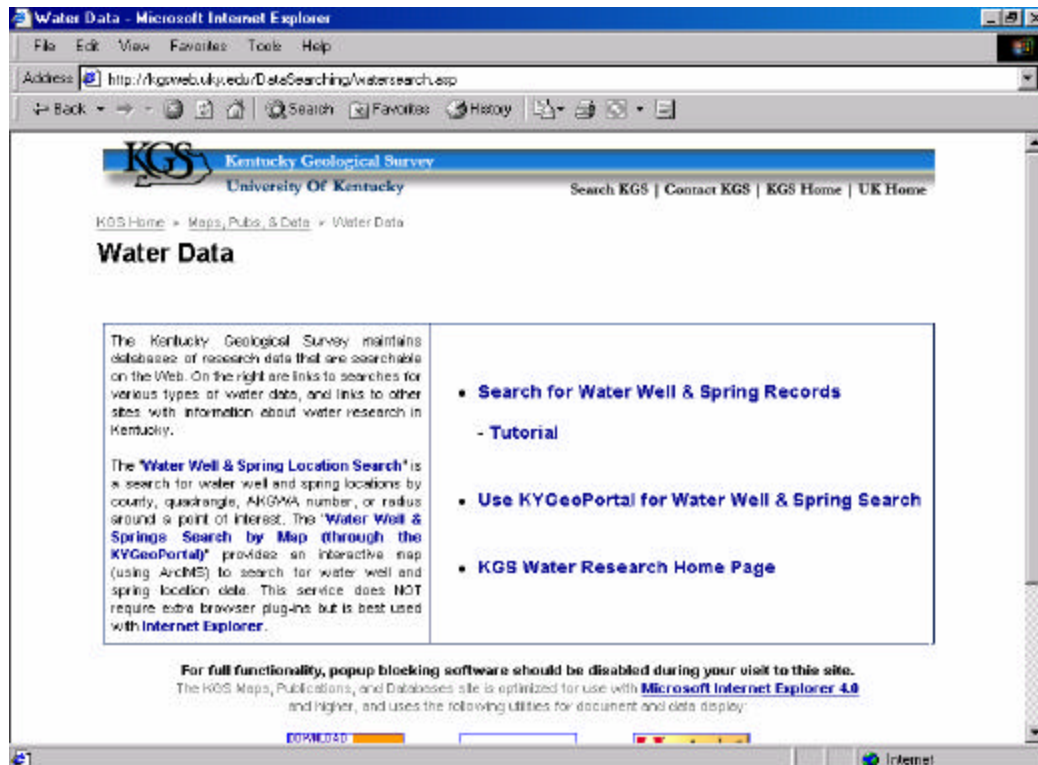 Water Data - Microsoft Internet Explorer
File Edit View Favorites Tools Help
Address http://kgsweb.uky.edu/DataSearching/watersearch.asp
Back Search Favorites History
KGS Kentucky Geological Survey
University Of Kentucky
Search KGS | Contact KGS | KGS Home | UK Home
KGS Home > Maps, Pubs, & Data > Water Data
Water Data
The Kentucky Geological Survey maintains
databases of research data that are searchable
on the Web. On the right are links to searches for
various types of water data, and links to other
sites with information about water research in
Kentucky.
The "Water Well & Spring Location Search" is
a search for water well and spring locations by
county, quadrangle, AKGWA number, or radius
around a point of interest. The "Water Well &
Springs Search by Map (through the
KYGeoPortal)" provides an interactive map
(using ArcIMS) to search for water well and
spring location data. This service does NOT
require extra browser plug-ins but is best used
with Internet Explorer.
• Search for Water Well & Spring Records
- Tutorial
• Use KYGeoPortal for Water Well & Spring Search
• KGS Water Research Home Page
For full functionality, popup blocking software should be disabled during your visit to this site.
The KGS Maps, Publications, and Databases site is optimized for use with Microsoft Internet Explorer 4.0
and higher, and uses the following utilities for document and data display:
DOWNLOAD
Internet